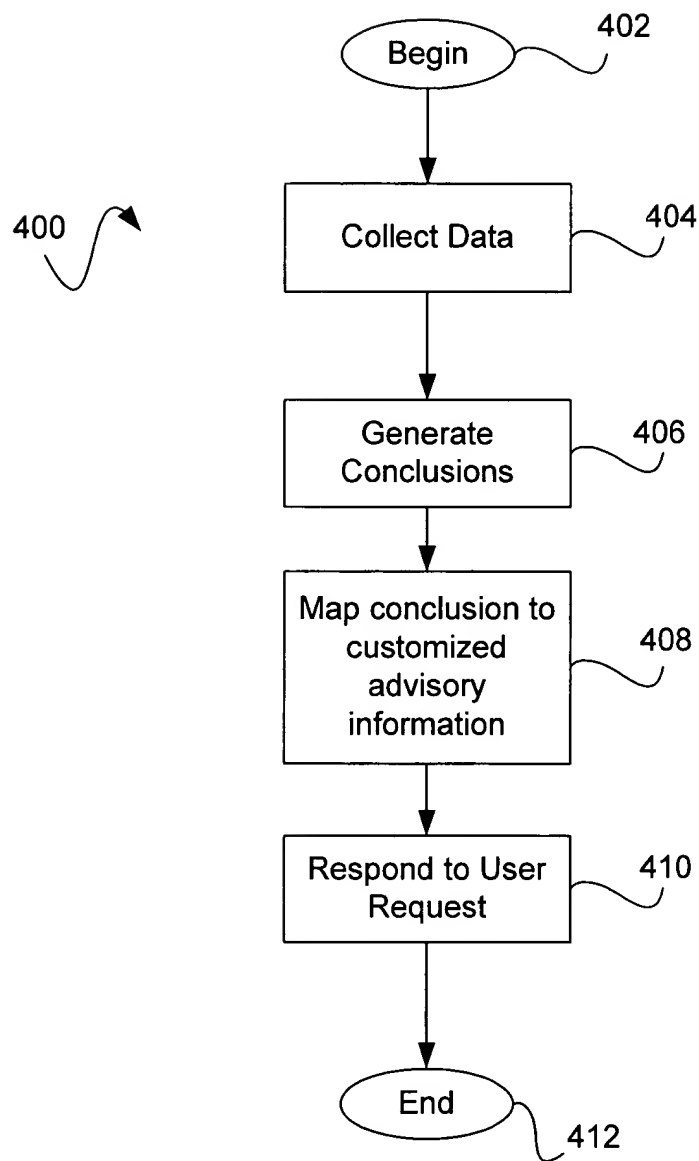 Begin
402
400
Collect Data
404
Generate
Conclusions
406
Map conclusion to
customized
advisory
information
408
Respond to User
Request
410
End
412